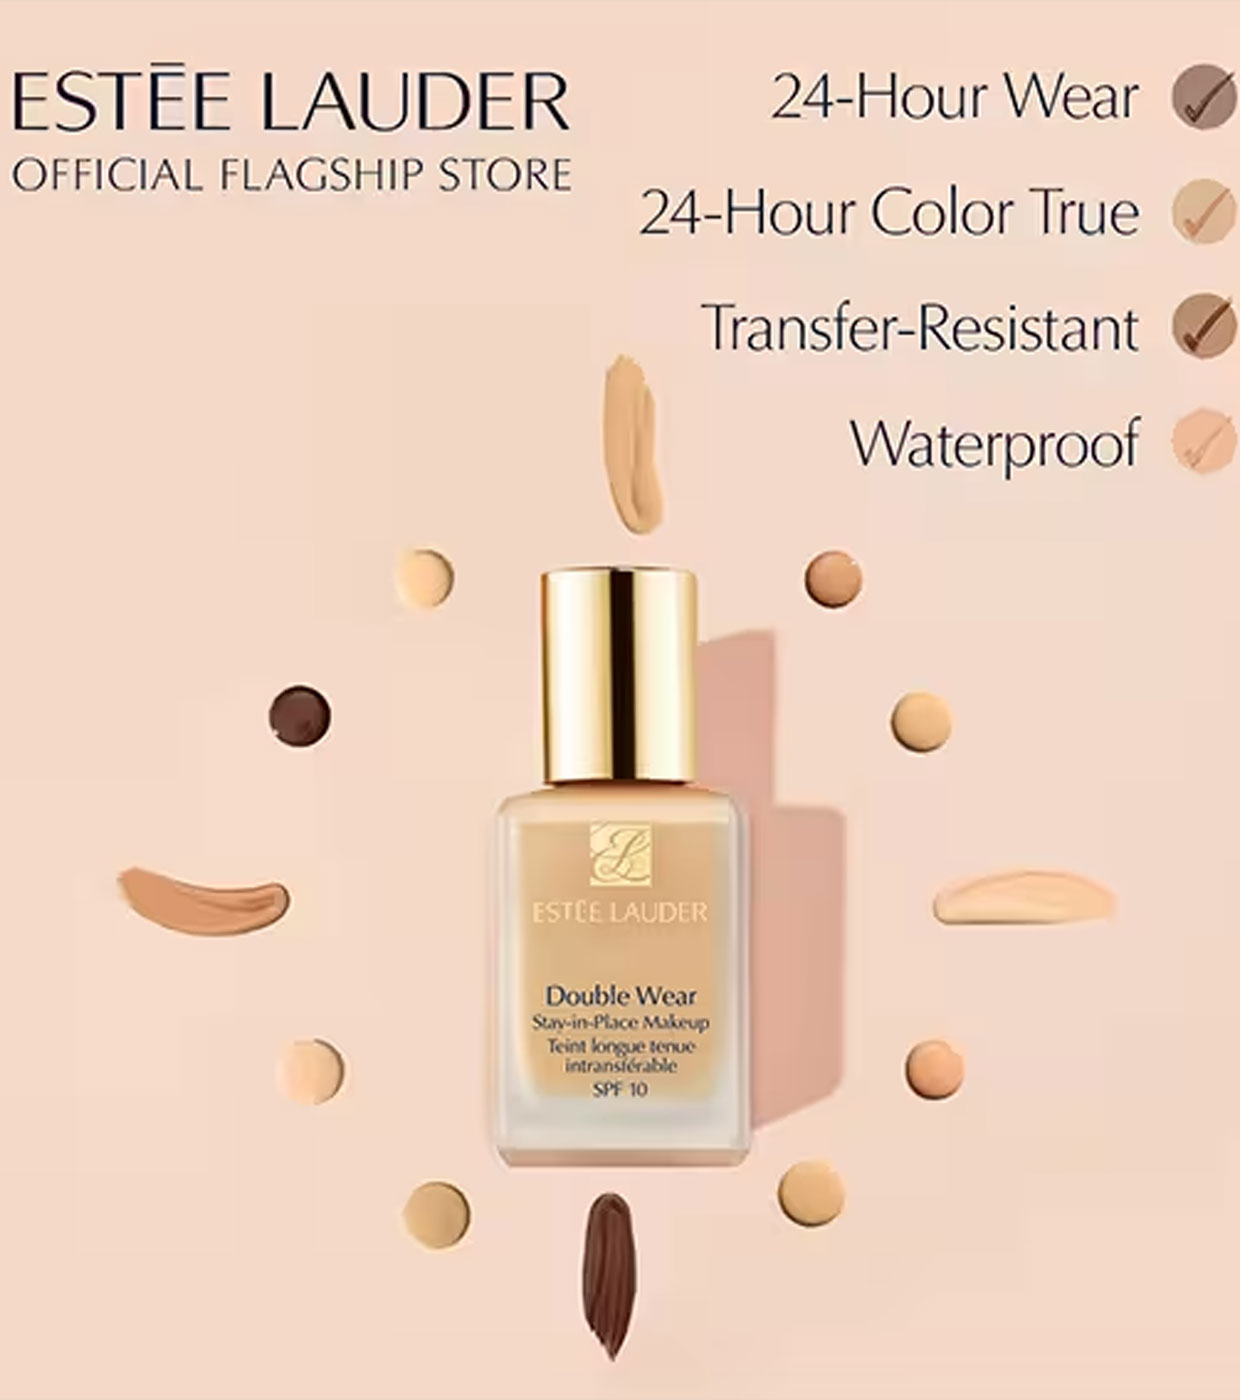 ESTĒE LAUDER
OFFICIAL FLAGSHIP STORE
24-Hour Wear
24-Hour Color True
Transfer-Resistant
Waterproof
ESTĒE LAUDER
Double Wear
Stay-in-Place Makeup
Teint longue tenue
intransférable
SPF 10